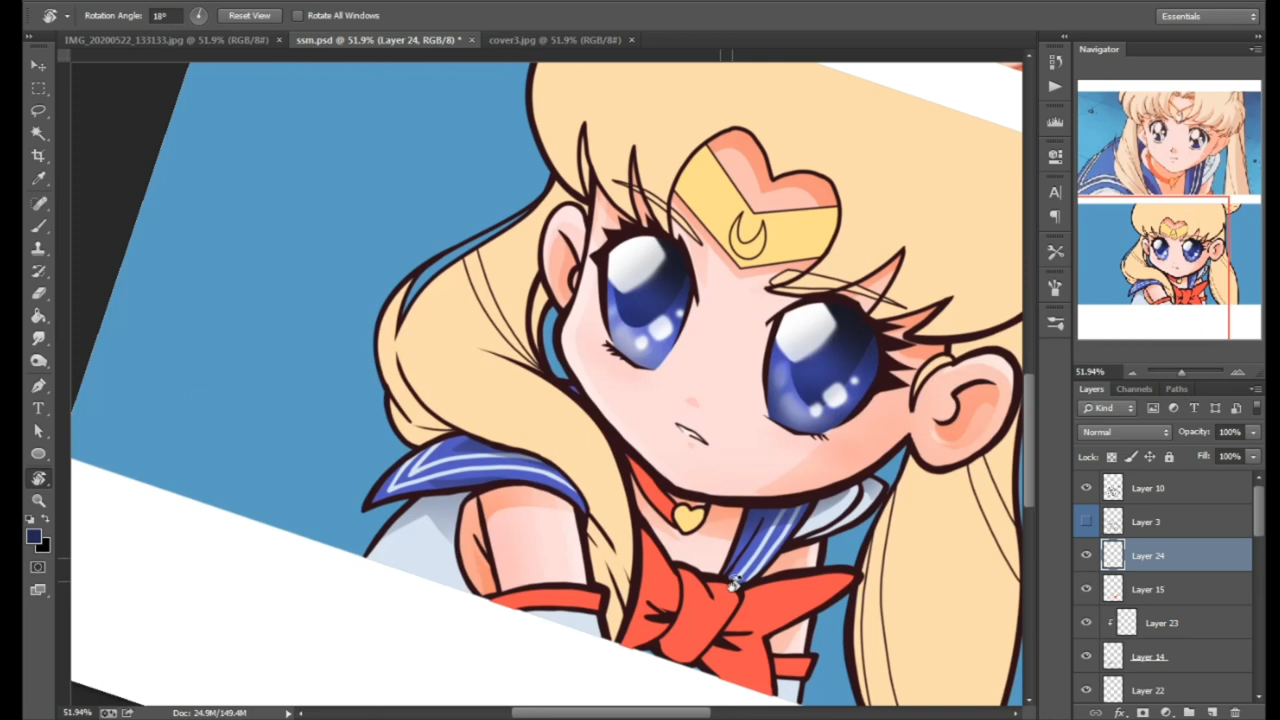 Rotation Angle: 18° Reset View Rotate All Windows Essentials
IMG_20200522_133133.jpg @ 51.9% (RGB/8#) × ssm.psd @ 51.9% (Layer 24, RGB/8) * × cover3.jpg @ 51.9% (RGB/8#) ×
Navigator
51.94%
Layers Channels Paths
Kind
Normal Opacity: 100%
Lock: Fill: 100%
Layer 10
Layer 3
Layer 24
Layer 15
Layer 23
Layer 14
Layer 22
51.94% Doc: 24.9M/149.4M